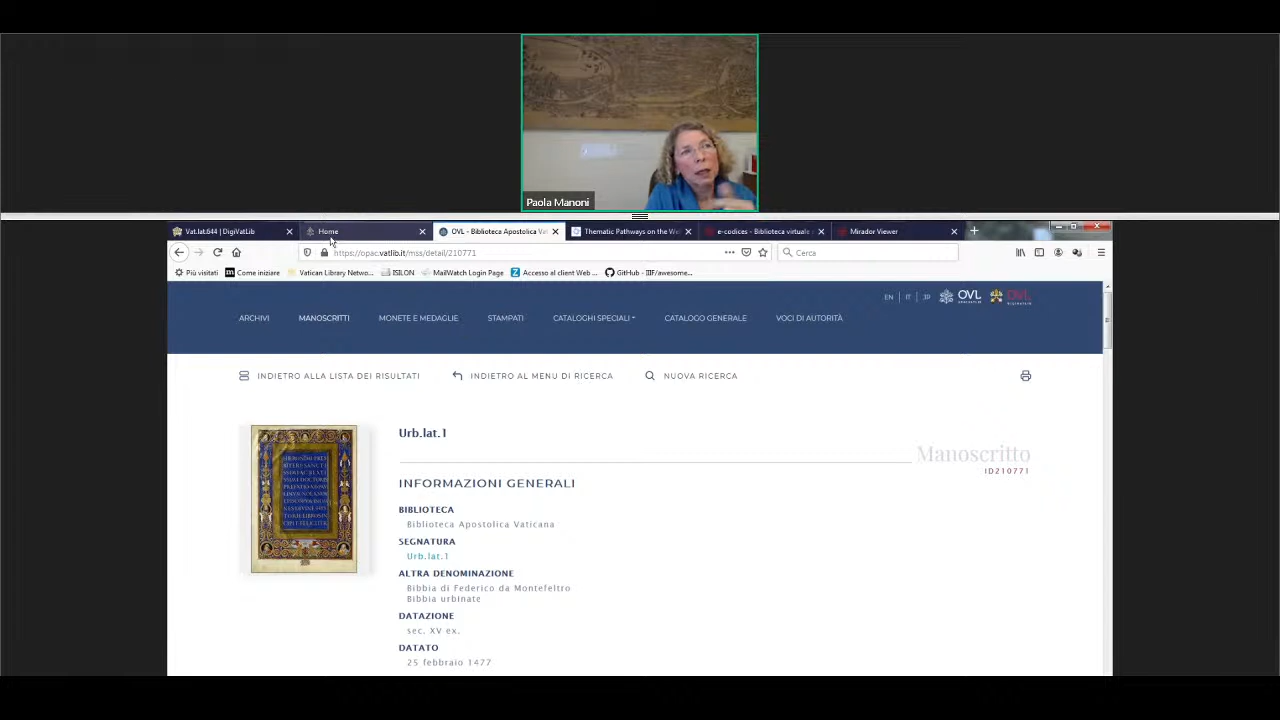 Paola Manoni
Vat.lat.644 | DigiVatLib
Home
OVL - Biblioteca Apostolica Vat
Thematic Pathways on the We
e-codices - Biblioteca virtuale
Mirador Viewer
https://opac.vatlib.it/mss/detail/210771
Cerca
Più visitati
Come iniziare
Vatican Library Netwo...
ISILON
MailWatch Login Page
Accesso al client Web ...
GitHub - IIIF/awesome...
EN | IT | JP
OVL
ARCHIVI
MANOSCRITTI
MONETE E MEDAGLIE
STAMPATI
CATALOGHI SPECIALI
CATALOGO GENERALE
VOCI DI AUTORITÀ
INDIETRO ALLA LISTA DEI RISULTATI
INDIETRO AL MENU DI RICERCA
NUOVA RICERCA
Urb.lat.1
Manoscritto
ID210771
INFORMAZIONI GENERALI
BIBLIOTECA
Biblioteca Apostolica Vaticana
SEGNATURA
Urb.lat.1
ALTRA DENOMINAZIONE
Bibbia di Federico da Montefeltro
Bibbia urbinate
DATAZIONE
sec. XV ex.
DATATO
25 febbraio 1477